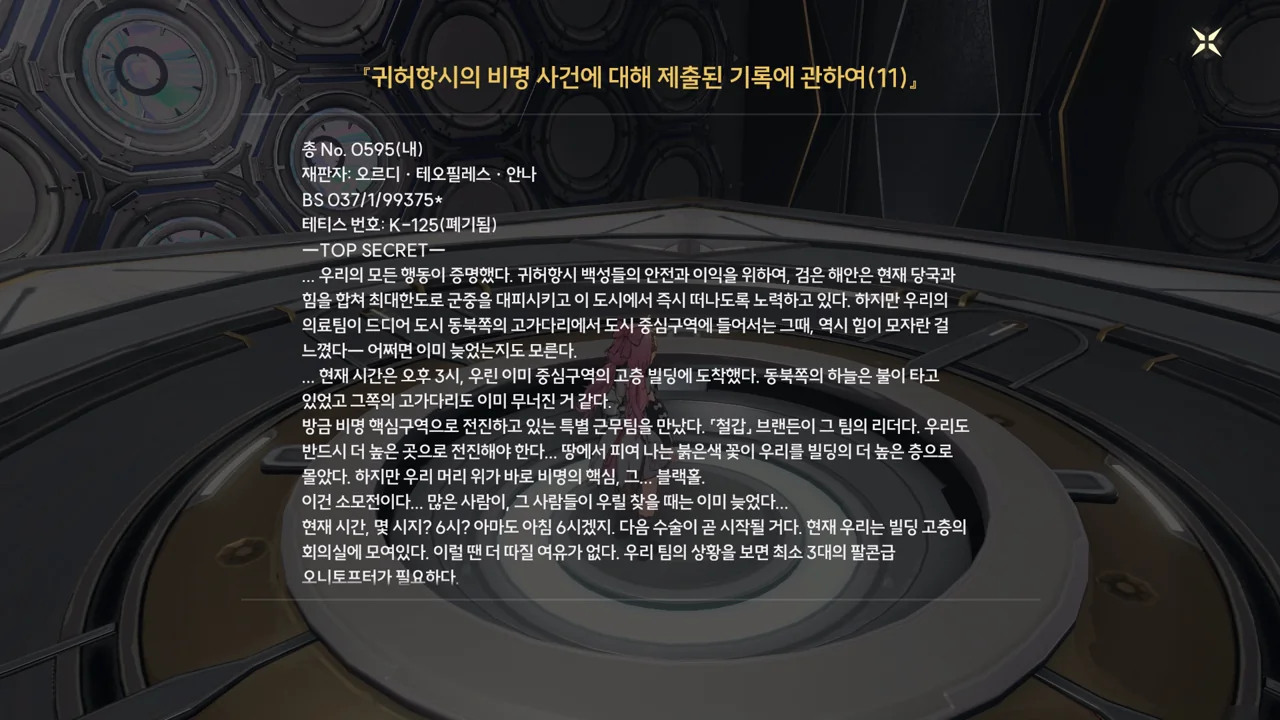 『귀허항시의 비명 사건에 대해 제출된 기록에 관하여(11)』
총 No. 0595(내)
재판자: 오르디 · 테오필레스 · 안나
BS 037/1/99375*
테티스 번호: K-125(폐기됨)
—TOP SECRET—
... 우리의 모든 행동이 증명했다. 귀허항시 백성들의 안전과 이익을 위하여, 검은 해안은 현재 당국과
힘을 합쳐 최대한도로 군중을 대피시키고 이 도시에서 즉시 떠나도록 노력하고 있다. 하지만 우리의
의료팀이 드디어 도시 동북쪽의 고가다리에서 도시 중심구역에 들어서는 그때, 역시 힘이 모자란 걸
느꼈다— 어쩌면 이미 늦었는지도 모른다.
... 현재 시간은 오후 3시, 우린 이미 중심구역의 고층 빌딩에 도착했다. 동북쪽의 하늘은 불이 타고
있었고 그쪽의 고가다리도 이미 무너진 거 같다.
방금 비명 핵심구역으로 전진하고 있는 특별 근무팀을 만났다. 「철갑」 브랜든이 그 팀의 리더다. 우리도
반드시 더 높은 곳으로 전진해야 한다... 땅에서 피여 나는 붉은색 꽃이 우리를 빌딩의 더 높은 층으로
몰았다. 하지만 우리 머리 위가 바로 비명의 핵심, 그... 블랙홀.
이건 소모전이다... 많은 사람이, 그 사람들이 우릴 찾을 때는 이미 늦었다...
현재 시간, 몇 시지? 6시? 아마도 아침 6시겠지. 다음 수술이 곧 시작될 거다. 현재 우리는 빌딩 고층의
회의실에 모여있다. 이럴 땐 더 따질 여유가 없다. 우리 팀의 상황을 보면 최소 3대의 팔콘급
오니토프터가 필요하다.